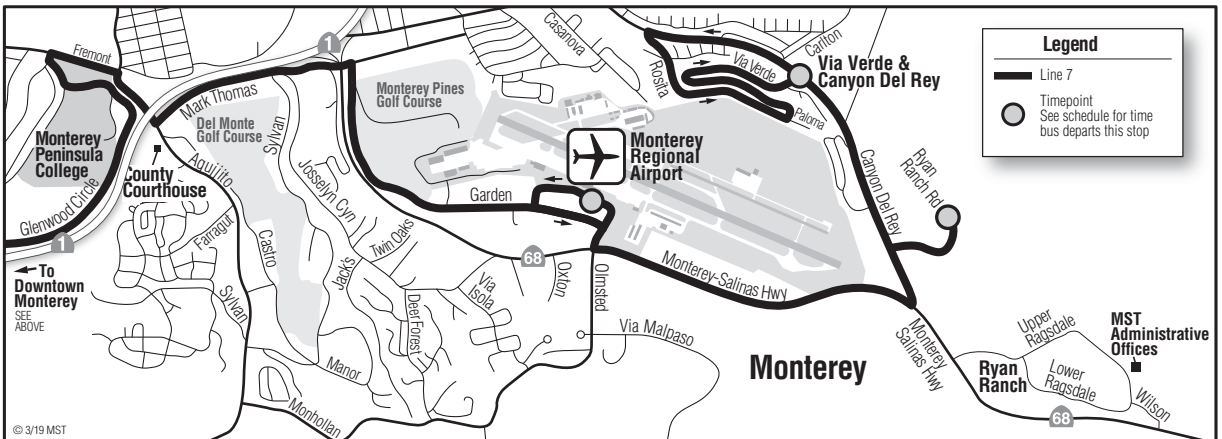 Fremont
1
Casanova
Carlton
Via Verde &
Canyon Del Rey
Via Verde
Rosita
Paloma
Legend
Line 7
Timepoint
See schedule for time
bus departs this stop
Mark Thomas
Monterey Pines
Golf Course
Del Monte
Golf Course
Sylvan
Monterey
Peninsula
College
County
Courthouse
Aguijito
Josselyn Cyn
Monterey
Regional
Airport
Canyon Del Rey
Ryan
Ranch Rd
Glenwood Circle
1
Garden
Farragut
Castro
Twin Oaks
Jack's
68
Oxton
Olmsted
Monterey-Salinas Hwy
To
Downtown
Monterey
SEE
ABOVE
Sylvan
Via
Isola
Deer Forest
Via Malpaso
Manor
Monhollan
Monterey
Monterey
Salinas Hwy
Upper
Ragsdale
MST
Administrative
Offices
Ryan
Ranch
Lower
Ragsdale
Wilson
68
© 3/19 MST